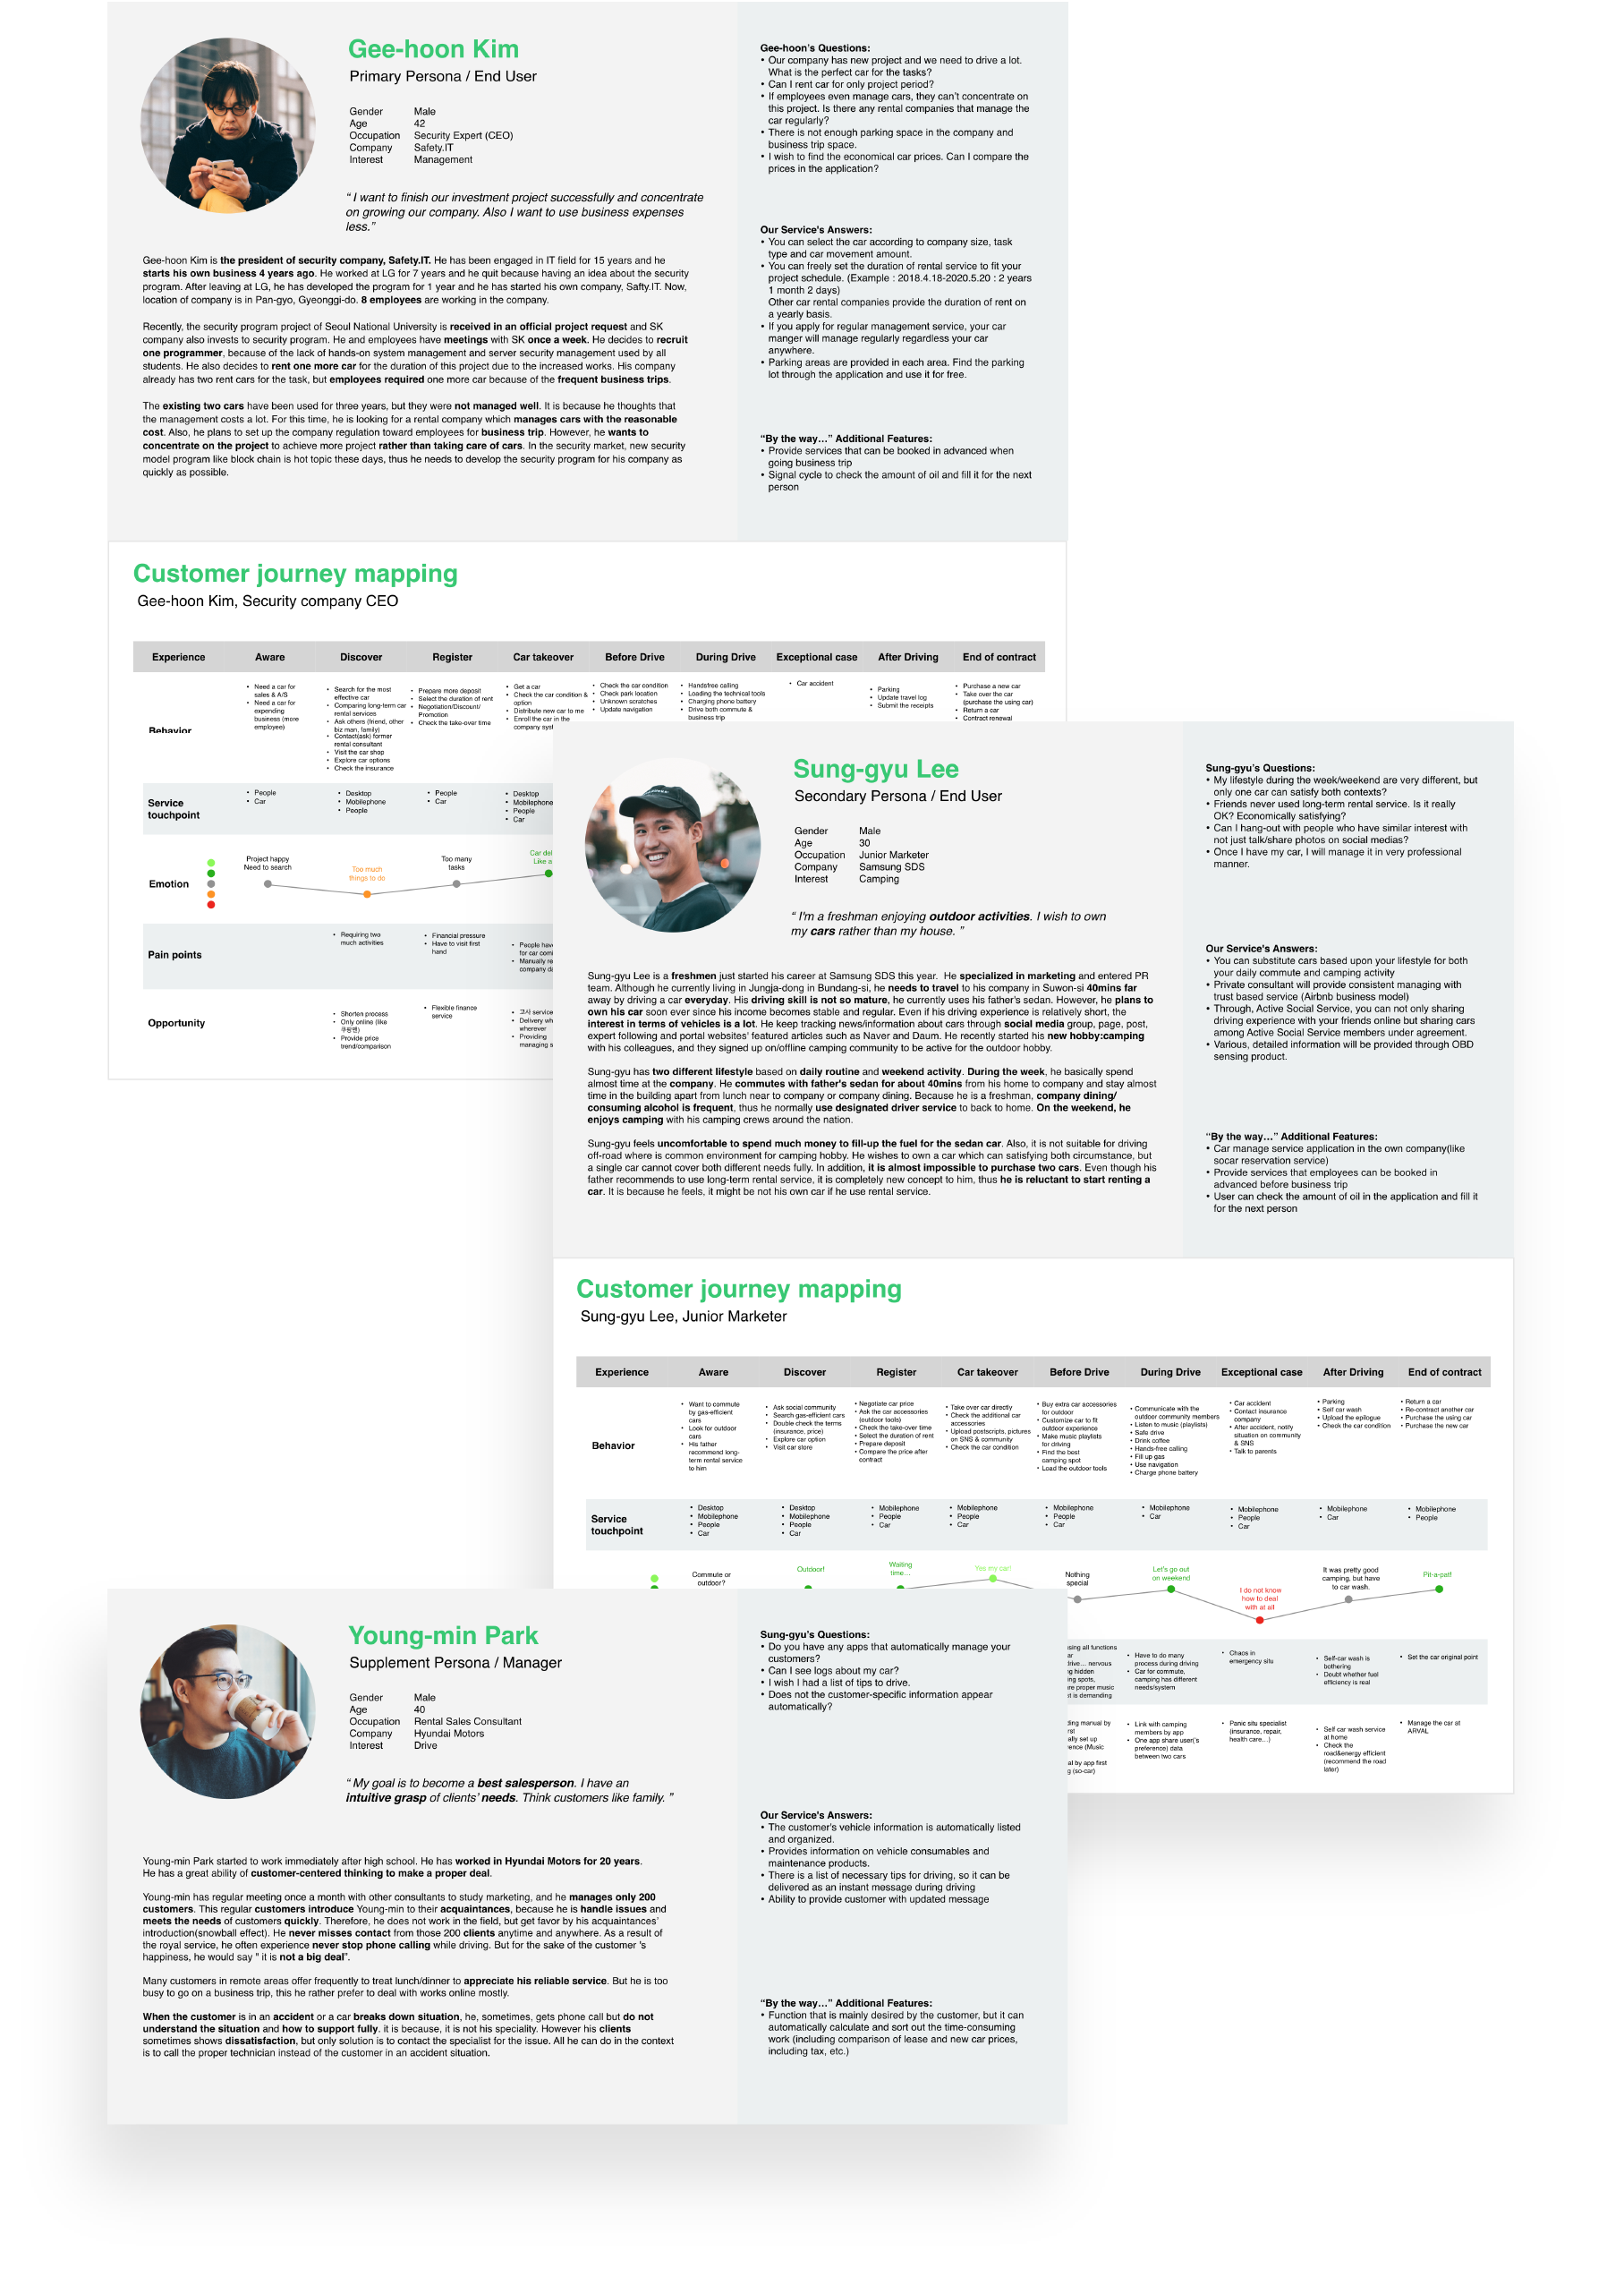 Gee-hoon Kim
Primary Persona / End User
Gender Male
Age 42
Occupation Security Expert (CEO)
Company Safety.IT
Interest Management
“ I want to finish our investment project successfully and concentrate
on growing our company. Also I want to use business expenses
less.”
Gee-hoon Kim is the president of security company, Safety.IT. He has been engaged in IT field for 15 years and he
starts his own business 4 years ago. He worked at LG for 7 years and he quit because having an idea about the security
program. After leaving at LG, he has developed the program for 1 year and he has started his own company, Safty.IT. Now,
location of company is in Pan-gyo, Gyeonggi-do. 8 employees are working in the company.
Recently, the security program project of Seoul National University is received in an official project request and SK
company also invests to security program. He and employees have meetings with SK once a week. He decides to recruit
one programmer, because of the lack of hands-on system management and server security management used by all
students. He also decides to rent one more car for the duration of this project due to the increased works. His company
already has two rent cars for the task, but employees required one more car because of the frequent business trips.
The existing two cars have been used for three years, but they were not managed well. It is because he thoughts that
the management costs a lot. For this time, he is looking for a rental company which manages cars with the reasonable
cost. Also, he plans to set up the company regulation toward employees for business trip. However, he wants to
concentrate on the project to achieve more project rather than taking care of cars. In the security market, new security
model program like block chain is hot topic these days, thus he needs to develop the security program for his company as
quickly as possible.
Gee-hoon's Questions:
• Our company has new project and we need to drive a lot.
What is the perfect car for the tasks?
• Can I rent car for only project period?
• If employees even manage cars, they can't concentrate on
this project. Is there any rental companies that manage the
car regularly?
• There is not enough parking space in the company and
business trip space.
• I wish to find the economical car prices. Can I compare the
prices in the application?
Our Service's Answers:
• You can select the car according to company size, task
type and car movement amount.
• You can freely set the duration of rental service to fit your
project schedule. (Example : 2018.4.18-2020.5.20 : 2 years
1 month 2 days)
Other car rental companies provide the duration of rent on
a yearly basis.
• If you apply for regular management service, your car
manger will manage regularly regardless your car
anywhere.
• Parking areas are provided in each area. Find the parking
lot through the application and use it for free.
“By the way…” Additional Features:
• Provide services that can be booked in advanced when
going business trip
• Signal cycle to check the amount of oil and fill it for the next
person
Customer journey mapping
Gee-hoon Kim, Security company CEO
Experience Aware Discover Register Car takeover Before Drive During Drive Exceptional case After Driving End of contract
Behavior
• Need a car for
sales & A/S
• Need a car for
expending
business (more
employee)
• Search for the most
effective car
• Comparing long-term car
rental services
• Ask others (friend, other
biz man, family)
• Contact(ask) former
rental consultant
• Visit the car shop
• Explore car options
• Check the insurance
• Prepare more deposit
• Select the duration of rent
• Negotiation/Discount/
Promotion
• Check the take-over time
• Get a car
• Check the car condition &
option
• Distribute new car to me
• Enroll the car in the
company syst
• Check the car condition
• Check park location
• Unknown scratches
• Update navigation
• Handsfree calling
• Loading the technical tools
• Charging phone battery
• Drive both commute &
business trip
• Car accident
• Parking
• Update travel log
• Submit the receipts
• Purchase a new car
• Take over the car
(purchase the using car)
• Return a car
• Contract renewal
Service
touchpoint
• People
• Car
• Desktop
• Mobilephone
• People
• People
• Car
• Desktop
• Mobilephone
• People
• Car
Emotion
Project happy
Need to search
Too much
things to do
Too many
tasks
Car del
Like a
Pain points
• Requiring two
much activities
• Financial pressure
• Have to visit first
hand
• People hav
for car com
• Manually re
company da
Opportunity
• Shorten process
• Only online (like
쿠팡맨)
• Provide price
trend/comparison
• Flexible finance
service
• 고사 service
• Delivery wh
wherever
• Providing
managing s
Sung-gyu Lee
Secondary Persona / End User
Gender Male
Age 30
Occupation Junior Marketer
Company Samsung SDS
Interest Camping
“ I'm a freshman enjoying outdoor activities. I wish to own
my cars rather than my house. ”
Sung-gyu Lee is a freshmen just started his career at Samsung SDS this year. He specialized in marketing and entered PR
team. Although he currently living in Jungja-dong in Bundang-si, he needs to travel to his company in Suwon-si 40mins far
away by driving a car everyday. His driving skill is not so mature, he currently uses his father's sedan. However, he plans to
own his car soon ever since his income becomes stable and regular. Even if his driving experience is relatively short, the
interest in terms of vehicles is a lot. He keep tracking news/information about cars through social media group, page, post,
expert following and portal websites' featured articles such as Naver and Daum. He recently started his new hobby:camping
with his colleagues, and they signed up on/offline camping community to be active for the outdoor hobby.
Sung-gyu has two different lifestyle based on daily routine and weekend activity. During the week, he basically spend
almost time at the company. He commutes with father's sedan for about 40mins from his home to company and stay almost
time in the building apart from lunch near to company or company dining. Because he is a freshman, company dining/
consuming alcohol is frequent, thus he normally use designated driver service to back to home. On the weekend, he
enjoys camping with his camping crews around the nation.
Sung-gyu feels uncomfortable to spend much money to fill-up the fuel for the sedan car. Also, it is not suitable for driving
off-road where is common environment for camping hobby. He wishes to own a car which can satisfying both circumstance, but
a single car cannot cover both different needs fully. In addition, it is almost impossible to purchase two cars. Even though his
father recommends to use long-term rental service, it is completely new concept to him, thus he is reluctant to start renting a
car. It is because he feels, it might be not his own car if he use rental service.
Sung-gyu's Questions:
• My lifestyle during the week/weekend are very different, but
only one car can satisfy both contexts?
• Friends never used long-term rental service. Is it really
OK? Economically satisfying?
• Can I hang-out with people who have similar interest with
not just talk/share photos on social medias?
• Once I have my car, I will manage it in very professional
manner.
Our Service's Answers:
• You can substitute cars based upon your lifestyle for both
your daily commute and camping activity
• Private consultant will provide consistent managing with
trust based service (Airbnb business model)
• Through, Active Social Service, you can not only sharing
driving experience with your friends online but sharing cars
among Active Social Service members under agreement.
• Various, detailed information will be provided through OBD
sensing product.
“By the way…” Additional Features:
• Car manage service application in the own company(like
socar reservation service)
• Provide services that employees can be booked in
advanced before business trip
• User can check the amount of oil in the application and fill it
for the next person
Customer journey mapping
Sung-gyu Lee, Junior Marketer
Experience Aware Discover Register Car takeover Before Drive During Drive Exceptional case After Driving End of contract
Behavior
• Want to commute
by gas-efficient
cars
• Look for outdoor
cars
• His father
recommend long-
term rental service
to him
• Ask social community
• Search gas-efficient cars
• Double check the terms
(insurance, price)
• Explore car option
• Visit car store
• Negotiate car price
• Ask the car accessories
(outdoor tools)
• Check the take-over time
• Select the duration of rent
• Prepare deposit
• Compare the price after
contract
• Take over car directly
• Check the additional car
accessories
• Upload postscripts, pictures
on SNS & community
• Check the car condition
• Buy extra car accessories
for outdoor
• Customize car to fit
outdoor experience
• Make music playlists
for driving
• Find the best
camping spot
• Load the outdoor tools
• Communicate with the
outdoor community members
• Listen to music (playlists)
• Safe drive
• Drink coffee
• Hands-free calling
• Fill up gas
• Use navigation
• Charge phone battery
• Car accident
• Contact insurance
company
• After accident, notify
situation on community
& SNS
• Talk to parents
• Parking
• Self car wash
• Upload the epilogue
• Check the car condition
• Return a car
• Re-contract another car
• Purchase the using car
• Purchase the new car
Service
touchpoint
• Desktop
• Mobilephone
• People
• Car
• Desktop
• Mobilephone
• People
• Car
• Mobilephone
• People
• Car
• Mobilephone
• People
• Car
• Mobilephone
• People
• Car
• Mobilephone
• Car
• Mobilephone
• People
• Car
• Mobilephone
• Car
• Mobilephone
• People
Commute or
outdoor?
Outdoor!
Waiting
time…
Yes my car!
Nothing
special
Let's go out
on weekend
I do not know
how to deal
with at all
It was pretty good
camping, but have
to car wash.
Pit-a-pat!
sing all functions
ar
drive… nervous
g hidden
ng spots,
re proper music
t is demanding
• Have to do many
process during driving
• Car for commute,
camping has different
needs/system
• Chaos in
emergency situ
• Self-car wash is
bothering
• Doubt whether fuel
efficiency is real
• Set the car original point
ding manual by
rst
ally set up
ence (Music
al by app first
g (so-car)
• Link with camping
members by app
• One app share user('s
preference) data
between two cars
• Panic situ specialist
(insurance, repair,
health care…)
• Self car wash service
at home
• Check the
road&energy efficient
(recommend the road
later)
• Manage the car at
ARVAL
Young-min Park
Supplement Persona / Manager
Gender Male
Age 40
Occupation Rental Sales Consultant
Company Hyundai Motors
Interest Drive
“ My goal is to become a best salesperson. I have an
intuitive grasp of clients' needs. Think customers like family. ”
Young-min Park started to work immediately after high school. He has worked in Hyundai Motors for 20 years.
He has a great ability of customer-centered thinking to make a proper deal.
Young-min has regular meeting once a month with other consultants to study marketing, and he manages only 200
customers. This regular customers introduce Young-min to their acquaintances, because he is handle issues and
meets the needs of customers quickly. Therefore, he does not work in the field, but get favor by his acquaintances'
introduction(snowball effect). He never misses contact from those 200 clients anytime and anywhere. As a result of
the royal service, he often experience never stop phone calling while driving. But for the sake of the customer 's
happiness, he would say " it is not a big deal".
Many customers in remote areas offer frequently to treat lunch/dinner to appreciate his reliable service. But he is too
busy to go on a business trip, this he rather prefer to deal with works online mostly.
When the customer is in an accident or a car breaks down situation, he, sometimes, gets phone call but do not
understand the situation and how to support fully. it is because, it is not his speciality. However his clients
sometimes shows dissatisfaction, but only solution is to contact the specialist for the issue. All he can do in the context
is to call the proper technician instead of the customer in an accident situation.
Sung-gyu's Questions:
• Do you have any apps that automatically manage your
customers?
• Can I see logs about my car?
• I wish I had a list of tips to drive.
• Does not the customer-specific information appear
automatically?
Our Service's Answers:
• The customer's vehicle information is automatically listed
and organized.
• Provides information on vehicle consumables and
maintenance products.
• There is a list of necessary tips for driving, so it can be
delivered as an instant message during driving
• Ability to provide customer with updated message
“By the way…” Additional Features:
• Function that is mainly desired by the customer, but it can
automatically calculate and sort out the time-consuming
work (including comparison of lease and new car prices,
including tax, etc.)